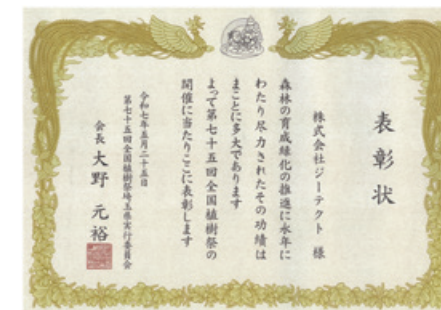 表彰状
株式会社ジーテクト 様
森林の育成緑化の推進に永年に
わたり尽力されたその功績は
まことに多大であります
よって第七十五回全国植樹祭の
開催に当たりここに表彰します
令和七年五月二十五日
第七十五回全国植樹祭埼玉県実行委員会
会長 大野 元裕